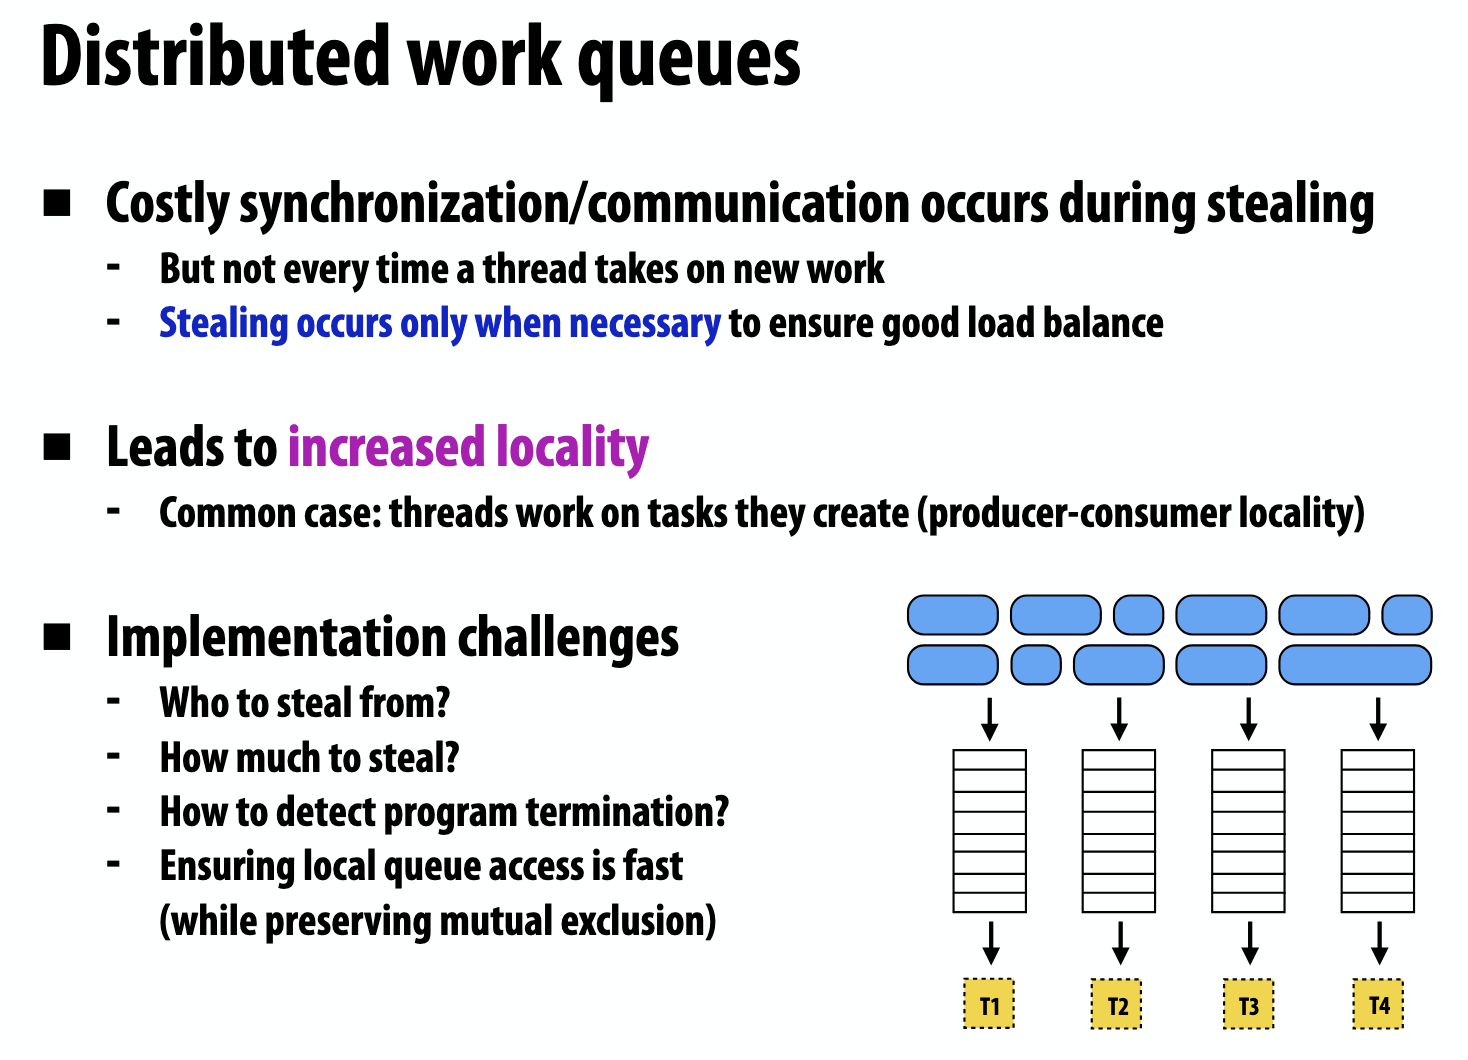 Distributed work queues
■ Costly synchronization/communication occurs during stealing
- But not every time a thread takes on new work
- Stealing occurs only when necessary to ensure good load balance
■ Leads to increased locality
- Common case: threads work on tasks they create (producer-consumer locality)
■ Implementation challenges
- Who to steal from?
- How much to steal?
- How to detect program termination?
- Ensuring local queue access is fast
(while preserving mutual exclusion)
T1 T2 T3 T4